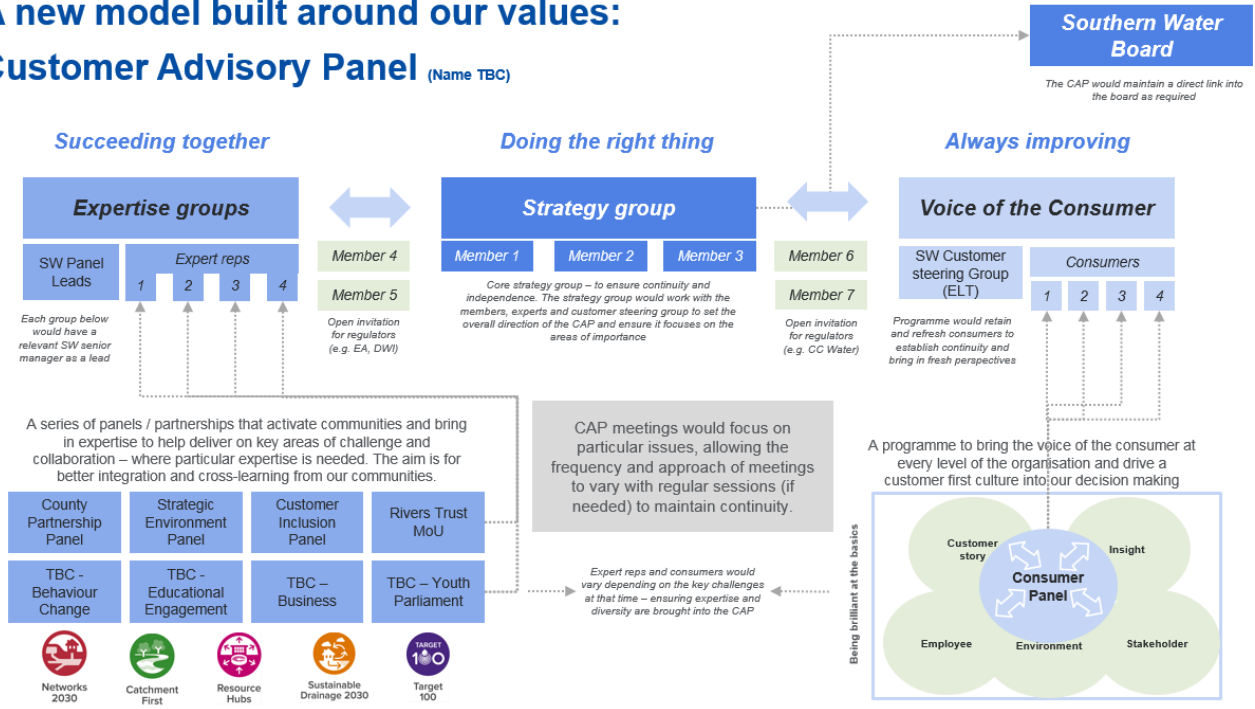 A new model built around our values:
Customer Advisory Panel (Name TBC)
Southern Water
Board
The CAP would maintain a direct link into
the board as required
Succeeding together
Doing the right thing
Always improving
Expertise groups
Strategy group
Voice of the Consumer
SW Panel
Leads
Expert reps
1 2 3 4
Each group below
would have a
relevant SW senior
manager as a lead
Member 4
Member 5
Open invitation
for regulators
(e.g. EA, DWI)
Member 1 Member 2 Member 3
Core strategy group – to ensure continuity and
independence. The strategy group would work with the
members, experts and customer steering group to set the
overall direction of the CAP and ensure it focuses on the
areas of importance
Member 6
Member 7
Open invitation
for regulators
(e.g. CC Water)
SW Customer
steering Group
(ELT)
Consumers
1 2 3 4
Programme would retain
and refresh consumers to
establish continuity and
bring in fresh perspectives
A series of panels / partnerships that activate communities and bring
in expertise to help deliver on key areas of challenge and
collaboration – where particular expertise is needed. The aim is for
better integration and cross-learning from our communities.
County
Partnership
Panel
Strategic
Environment
Panel
Customer
Inclusion
Panel
Rivers Trust
MoU
TBC -
Behaviour
Change
TBC -
Educational
Engagement
TBC –
Business
TBC – Youth
Parliament
Networks
2030
Catchment
First
Resource
Hubs
Sustainable
Drainage 2030
TARGET
100
Target
100
CAP meetings would focus on
particular issues, allowing the
frequency and approach of meetings
to vary with regular sessions (if
needed) to maintain continuity.
Expert reps and consumers would
vary depending on the key challenges
at that time – ensuring expertise and
diversity are brought into the CAP
A programme to bring the voice of the consumer at
every level of the organisation and drive a
customer first culture into our decision making
Being brilliant at the basics
Customer
story
Insight
Consumer
Panel
Employee
Environment
Stakeholder